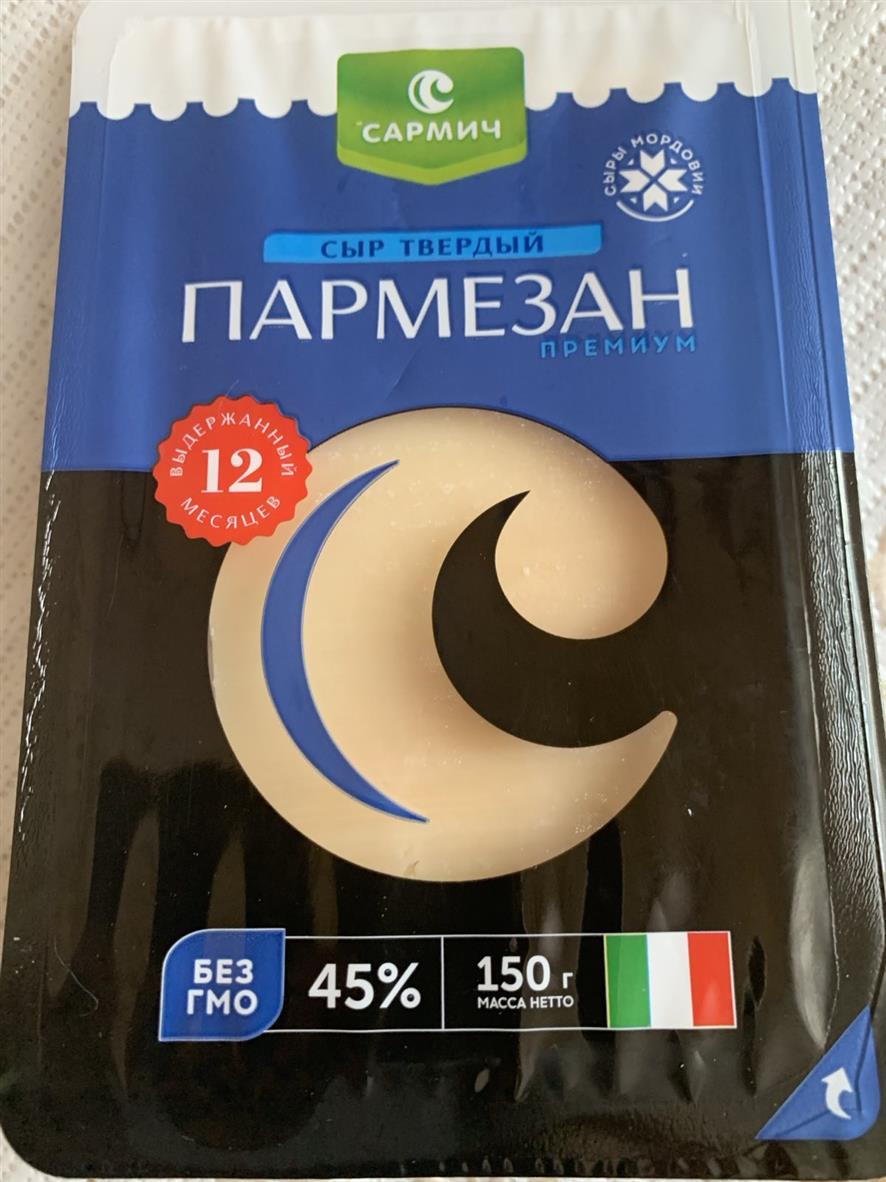 САРМИЧ
СЫРЫ МОРДОВИИ
СЫР ТВЕРДЫЙ
ПАРМЕЗАН
ПРЕМИУМ
ВЫДЕРЖАННЫЙ
12
МЕСЯЦЕВ
БЕЗ
ГМО
45%
150 г
МАССА НЕТТО